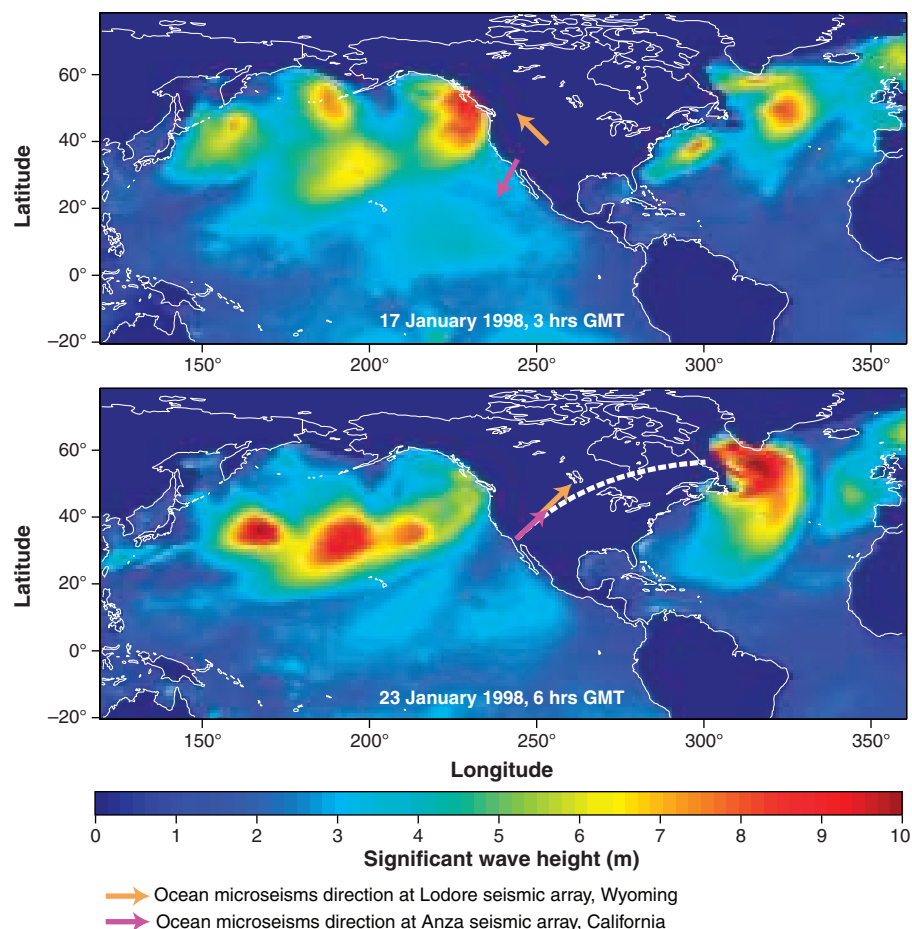 60°
40°
20°
0°
–20°
Latitude
17 January 1998, 3 hrs GMT
150° 200° 250° 300° 350°
60°
40°
20°
0°
–20°
Latitude
23 January 1998, 6 hrs GMT
150° 200° 250° 300° 350°
Longitude
0 1 2 3 4 5 6 7 8 9 10
Significant wave height (m)
Ocean microseisms direction at Lodore seismic array, Wyoming
Ocean microseisms direction at Anza seismic array, California